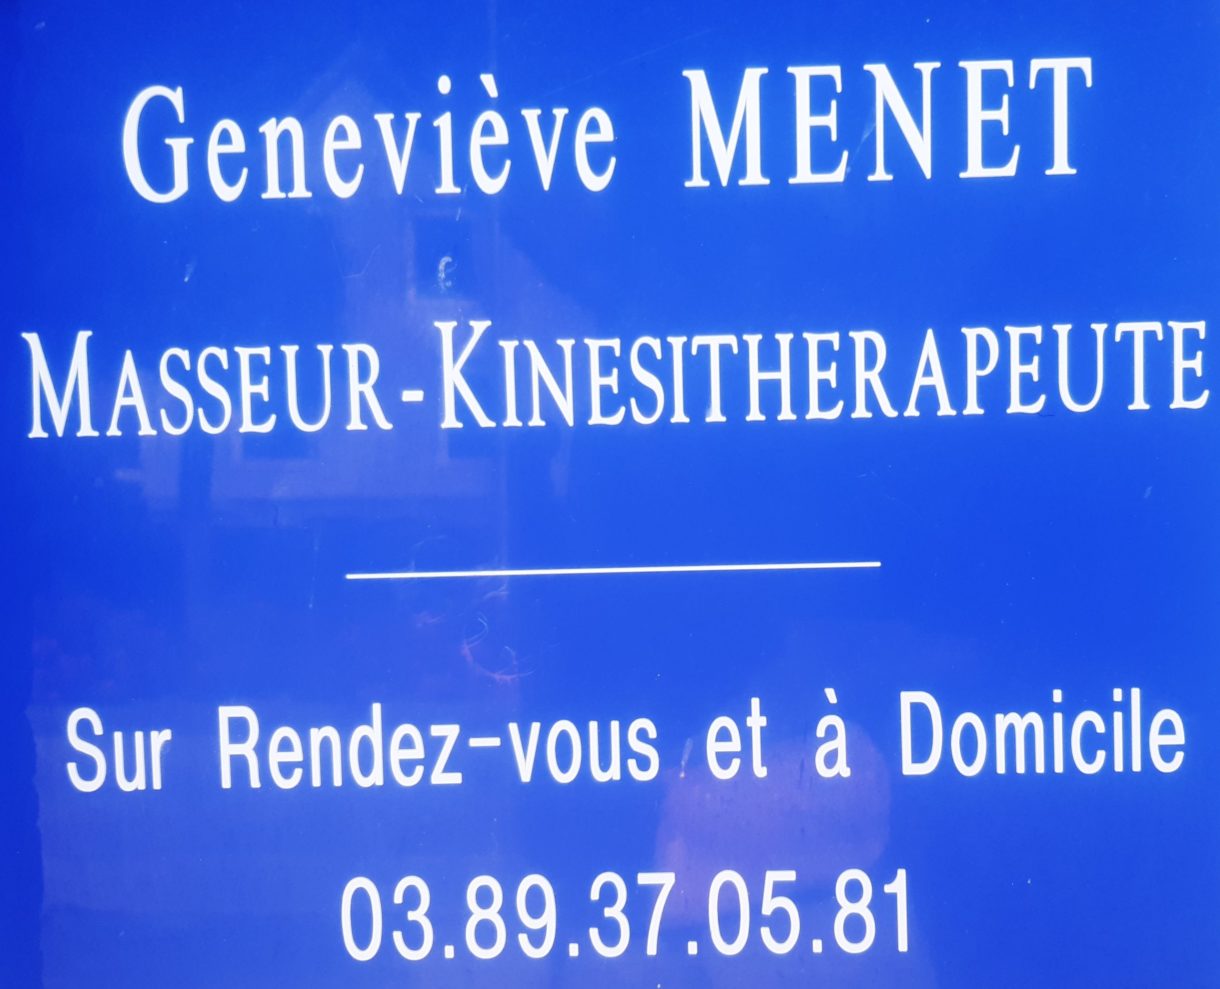 Geneviève MENET
MASSEUR-KINESITHERAPEUTE
Sur Rendez-vous et à Domicile
03.89.37.05.81